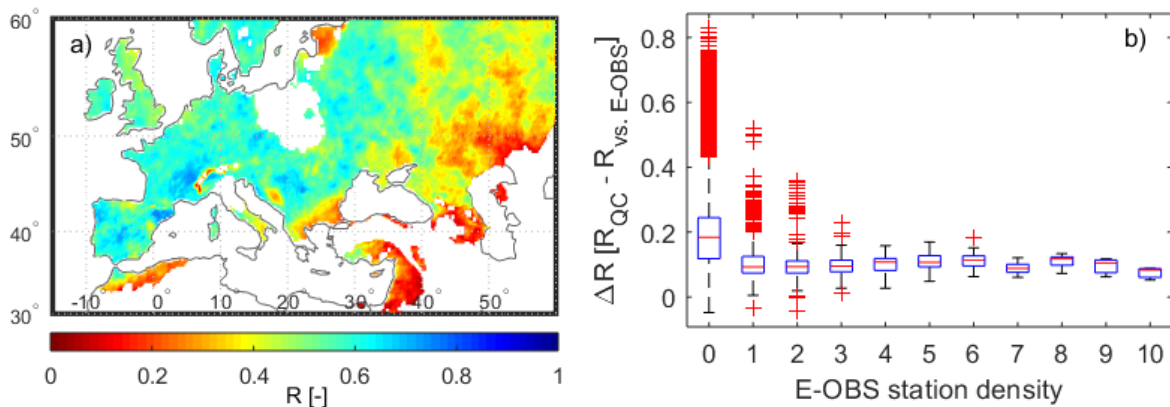 a)
60°
50°
40°
30°
-10° 0° 10° 20° 30° 40° 50°
0 0.2 0.4 0.6 0.8 1
R [-]
b)
ΔR [R QC - R vs. E-OBS]
0.8
0.6
0.4
0.2
0
0 1 2 3 4 5 6 7 8 9 10
E-OBS station density